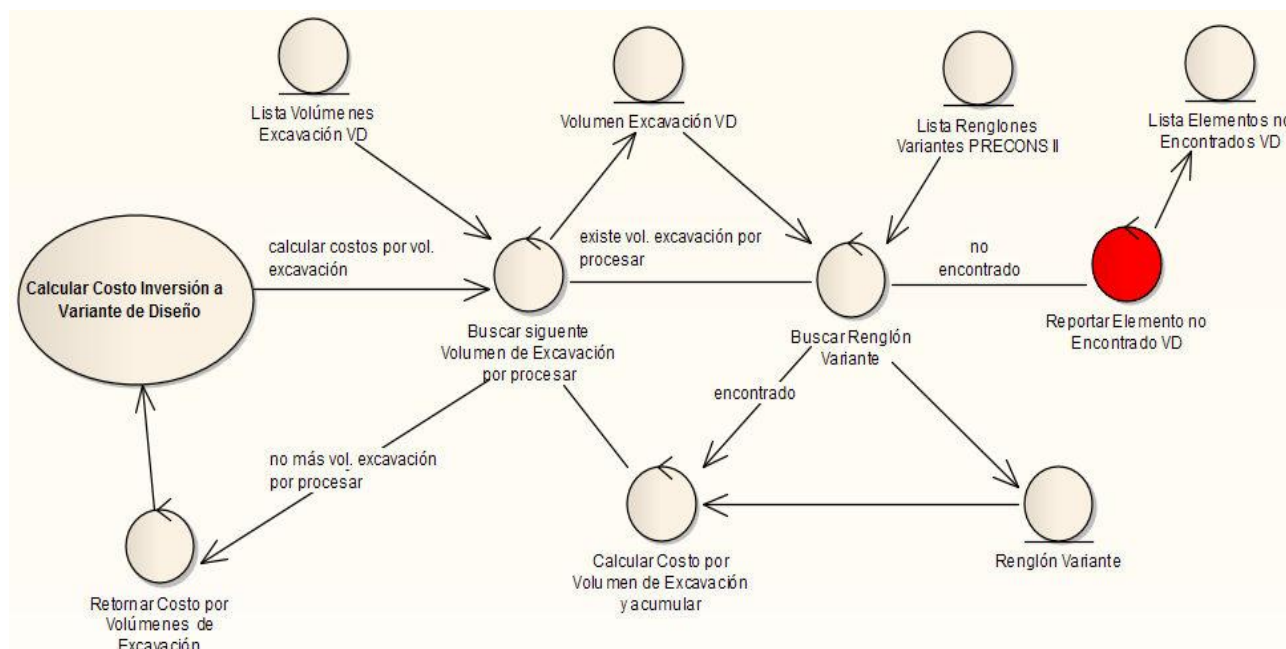 Lista Volúmenes
Excavación VD
Volumen Excavación VD
Lista Renglones
Variantes PRECONS II
Lista Elementos no
Encontrados VD
calcular costos por vol.
excavación
existe vol. excavación por
procesar
no
encontrado
Calcular Costo Inversión a
Variante de Diseño
Buscar siguente
Volumen de Excavación
por procesar
Buscar Renglón
Variante
Reportar Elemento no
Encontrado VD
encontrado
no más vol. excavación
por procesar
Calcular Costo por
Volumen de Excavación
y acumular
Renglón Variante
Retornar Costo por
Volúmenes de
Excavación